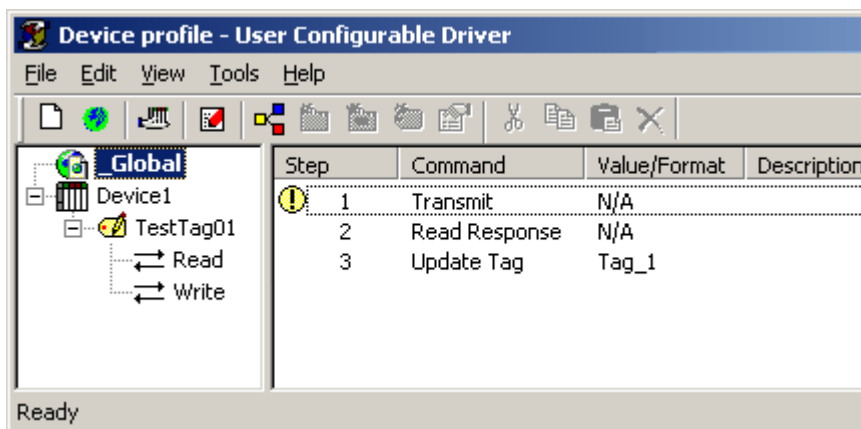 Device profile - User Configurable Driver
File Edit View Tools Help
_Global
Device1
TestTag01
Read
Write
Step Command Value/Format Description
1 Transmit N/A
2 Read Response N/A
3 Update Tag Tag_1
Ready